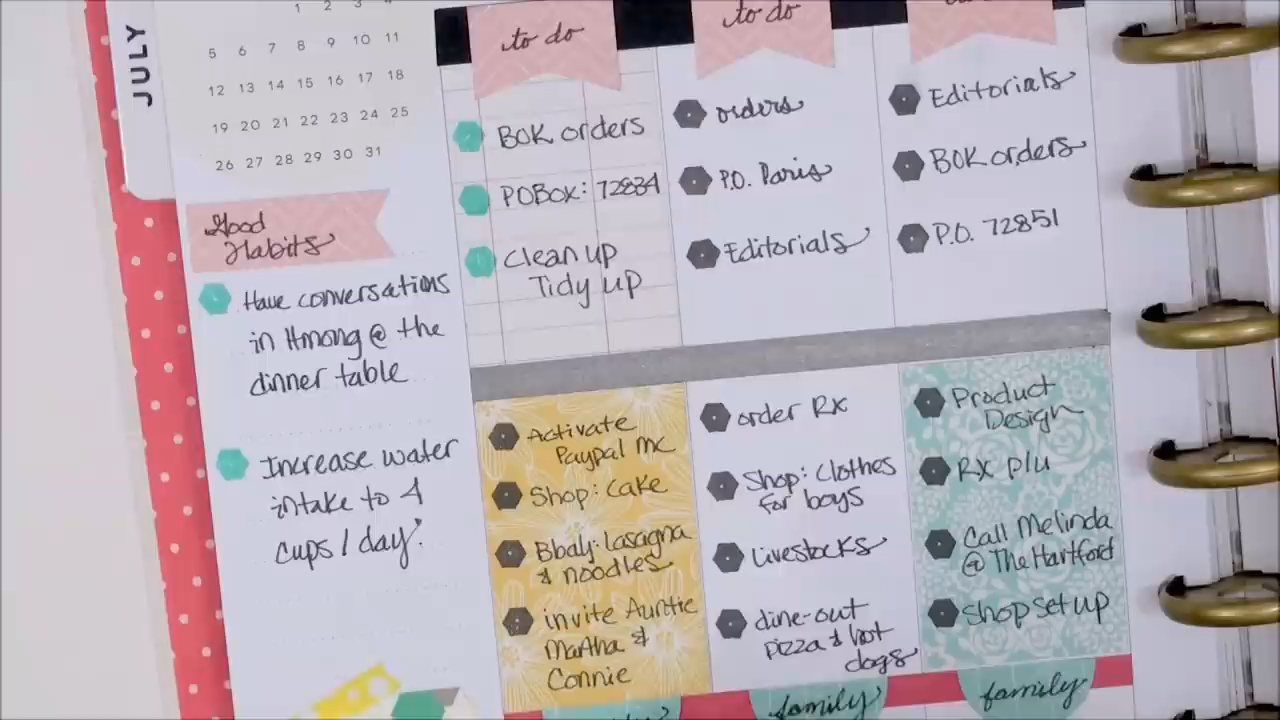 JULY
1 2 3 4
5 6 7 8 9 10 11
12 13 14 15 16 17 18
19 20 21 22 23 24 25
26 27 28 29 30 31
Good
Habits
Have conversations
in Hmong @ the
dinner table
Increase water
intake to 4
cups / day!
to do
BOK orders
POBox: 72834
Clean up
Tidy up
Activate
Paypal MC
Shop: Cake
Bbay: lasagna
& noodles
invite Auntie
Martha &
Connie
to do
orders
P.O. Paris
Editorials
order RX
Shop: Clothes
for boys
Livestocks
dine-out
pizza & hot
dogs
family
Editorials
BOK orders
P.O. 72851
Product
Design
RX p/u
Call Melinda
@ The Hartford
Shop set up
family